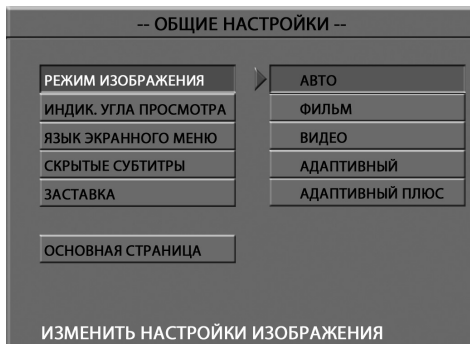 -- ОБЩИЕ НАСТРОЙКИ --
РЕЖИМ ИЗОБРАЖЕНИЯ
ИНДИК. УГЛА ПРОСМОТРА
ЯЗЫК ЭКРАННОГО МЕНЮ
СКРЫТЫЕ СУБТИТРЫ
ЗАСТАВКА
ОСНОВНАЯ СТРАНИЦА
АВТО
ФИЛЬМ
ВИДЕО
АДАПТИВНЫЙ
АДАПТИВНЫЙ ПЛЮС
ИЗМЕНИТЬ НАСТРОЙКИ ИЗОБРАЖЕНИЯ